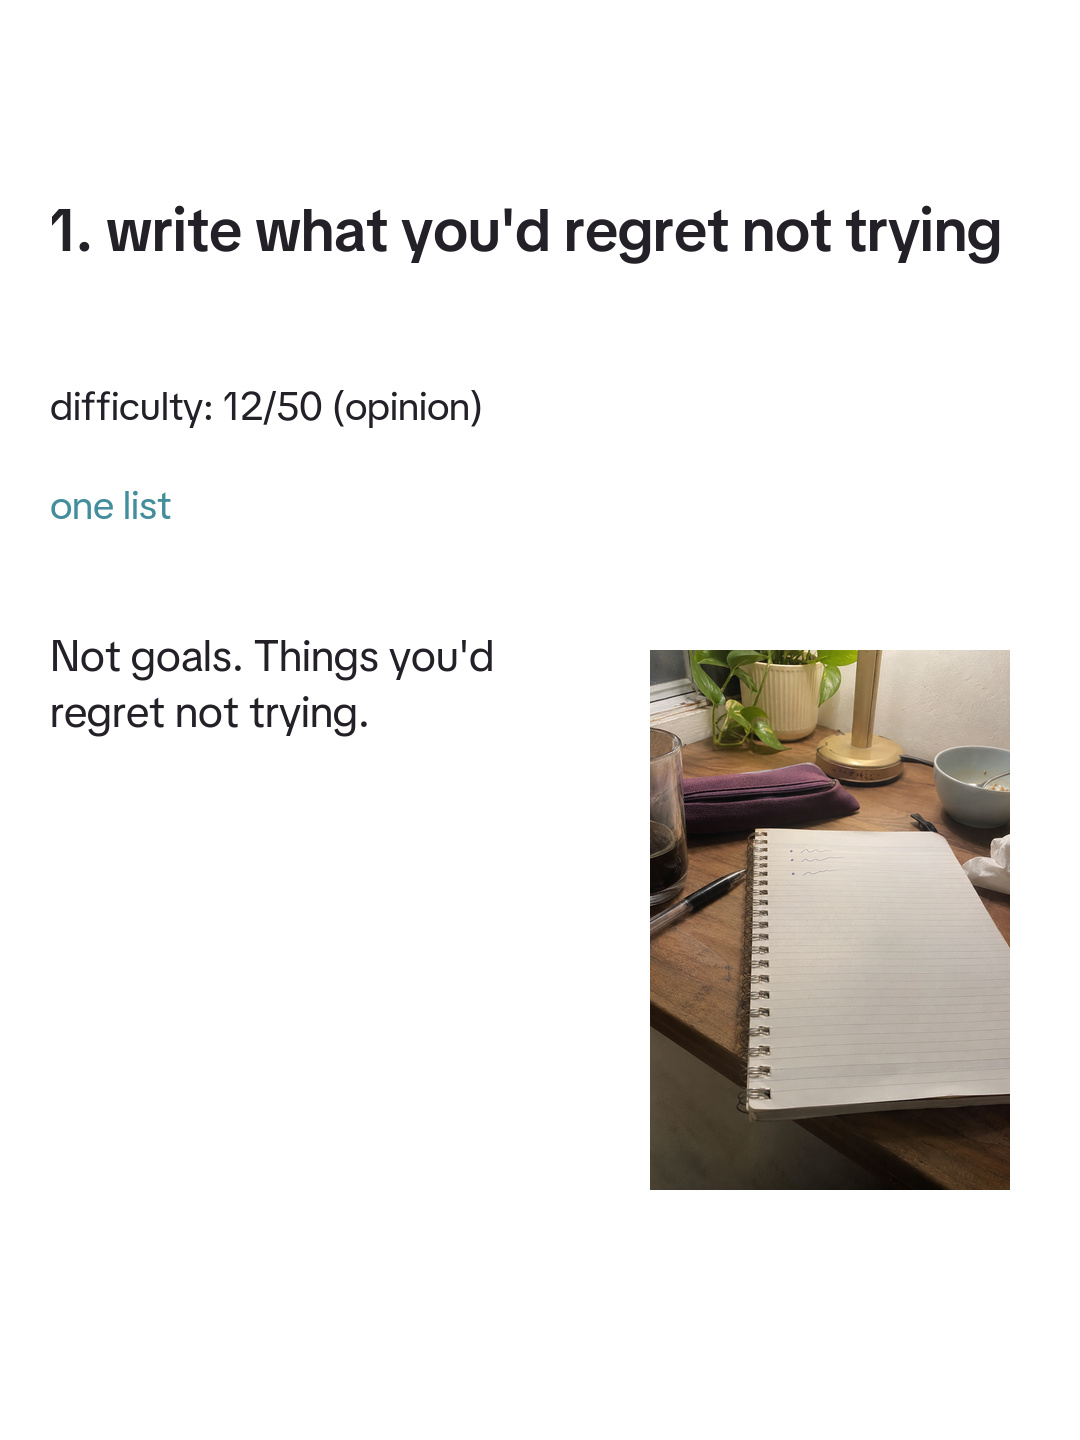 1. write what you'd regret not trying
difficulty: 12/50 (opinion)
one list
Not goals. Things you'd
regret not trying.